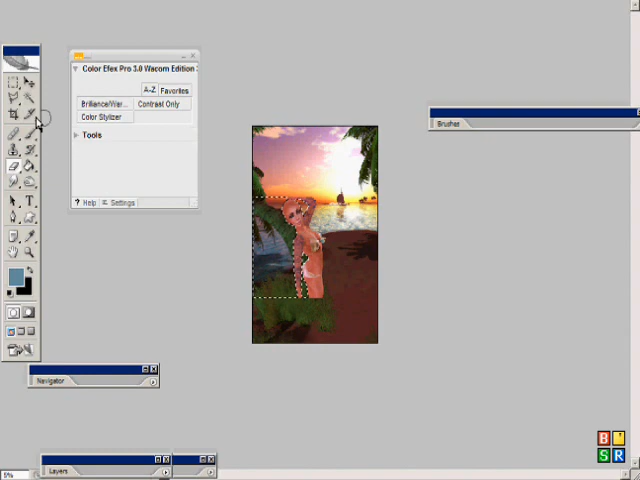 Color Efex Pro 3.0 Wacom Edition
A-Z Favorites
Brilliance/War... Contrast Only
Color Stylizer
Tools
? Help Settings
Brushes
T
Navigator
Layers
B
S R
5%